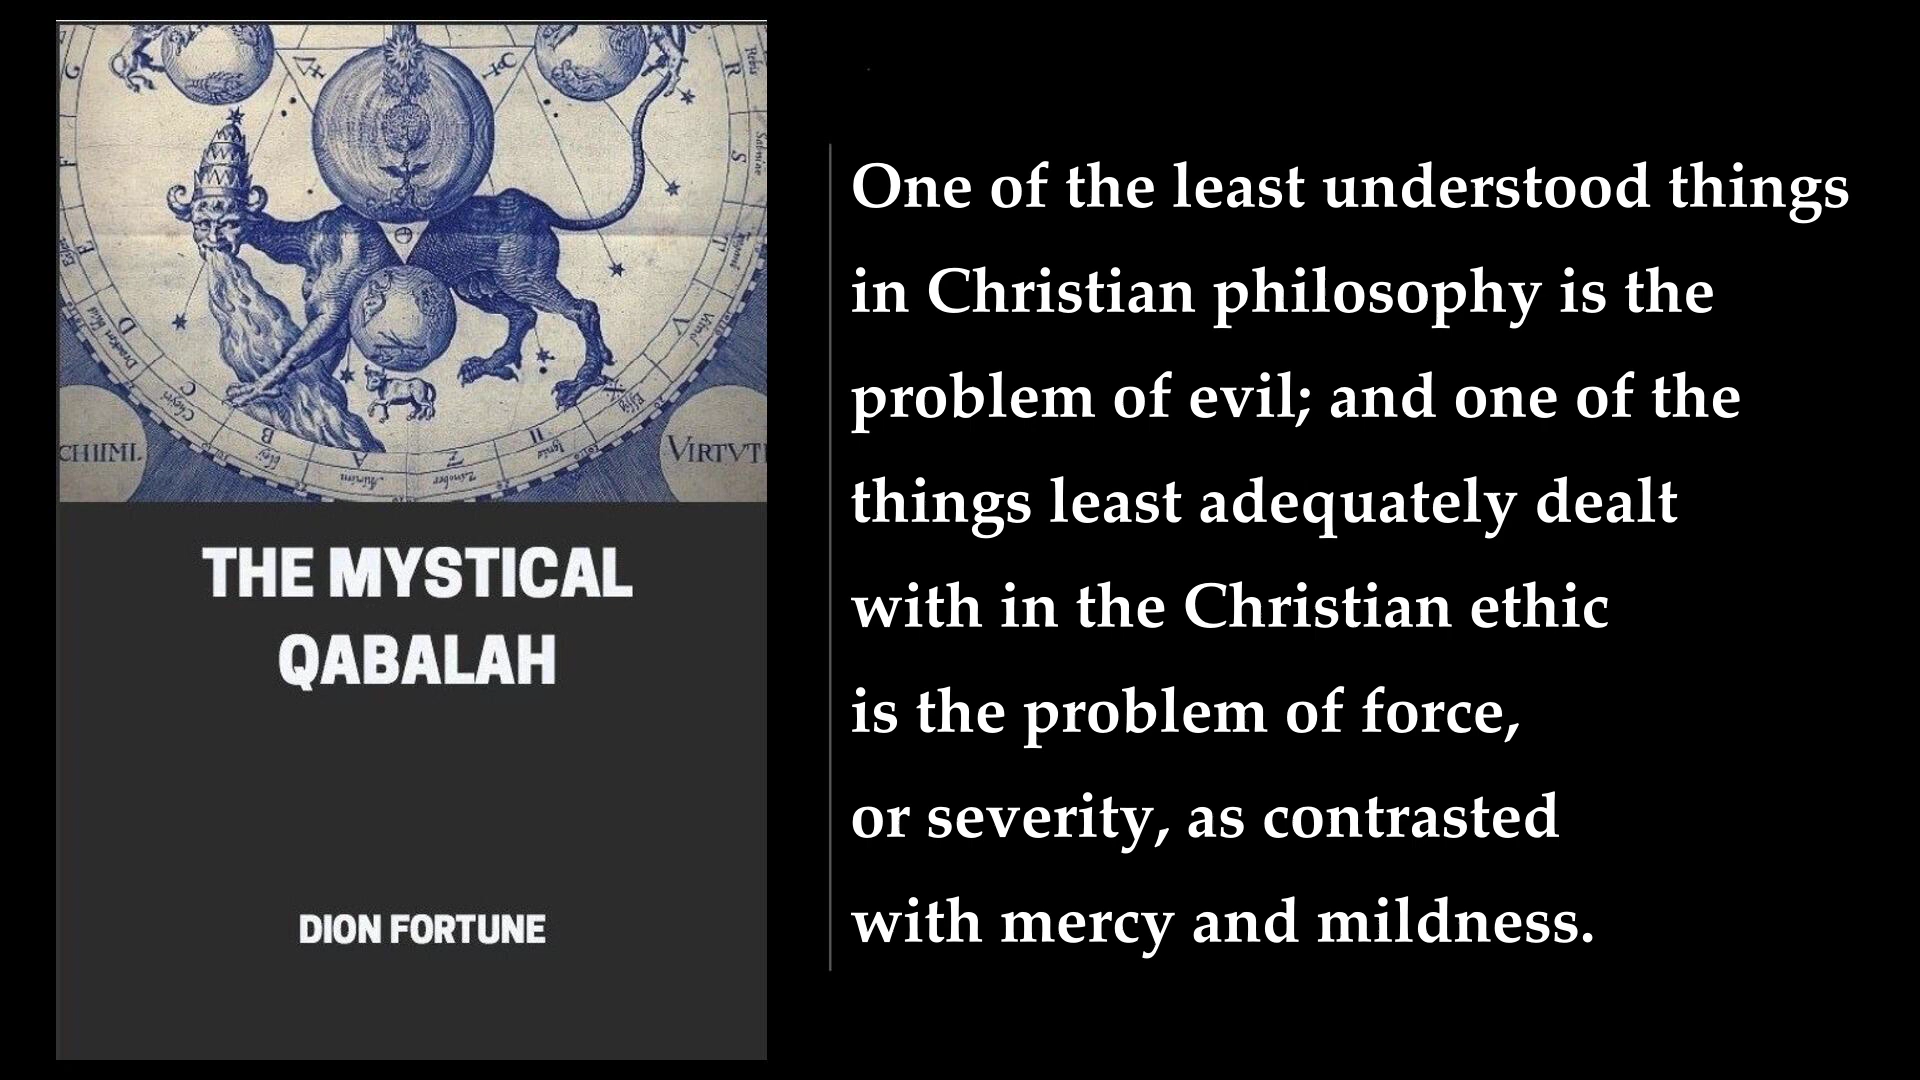 CHIIMI.
VIRTVTI
THE MYSTICAL
QABALAH
DION FORTUNE
One of the least understood things
in Christian philosophy is the
problem of evil; and one of the
things least adequately dealt
with in the Christian ethic
is the problem of force,
or severity, as contrasted
with mercy and mildness.